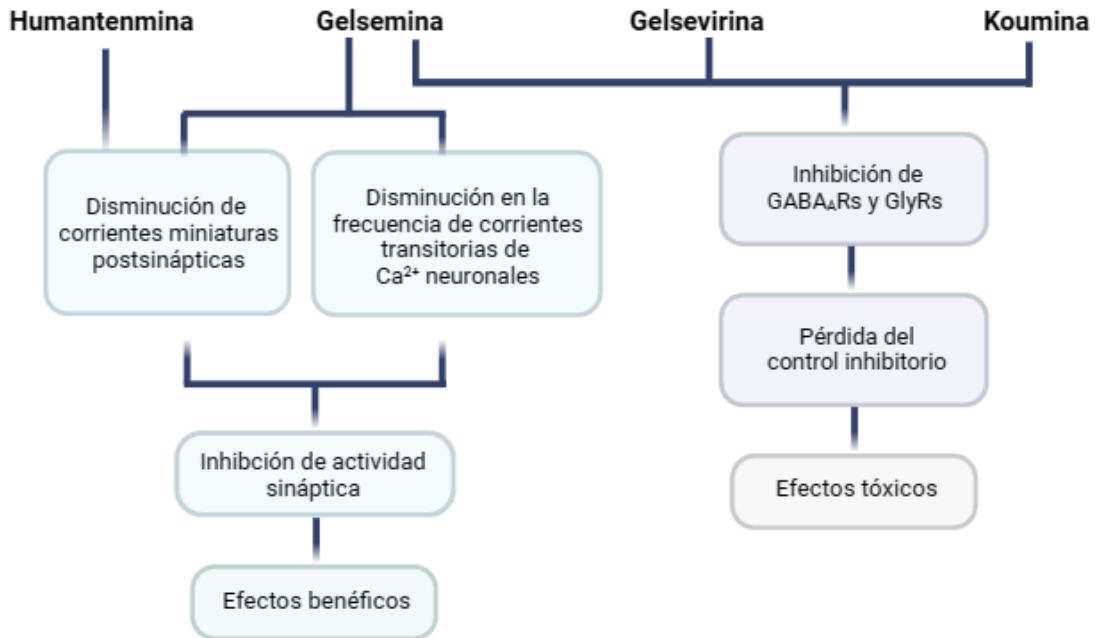 Humantenmina
Gelsemina
Gelsevirina
Koumina
Disminución de
corrientes miniaturas
postsinápticas
Disminución en la
frecuencia de corrientes
transitorias de
Ca²⁺ neuronales
Inhibición de
GABAₐRs y GlyRs
Pérdida del
control inhibitorio
Inhibción de actividad
sináptica
Efectos tóxicos
Efectos benéficos